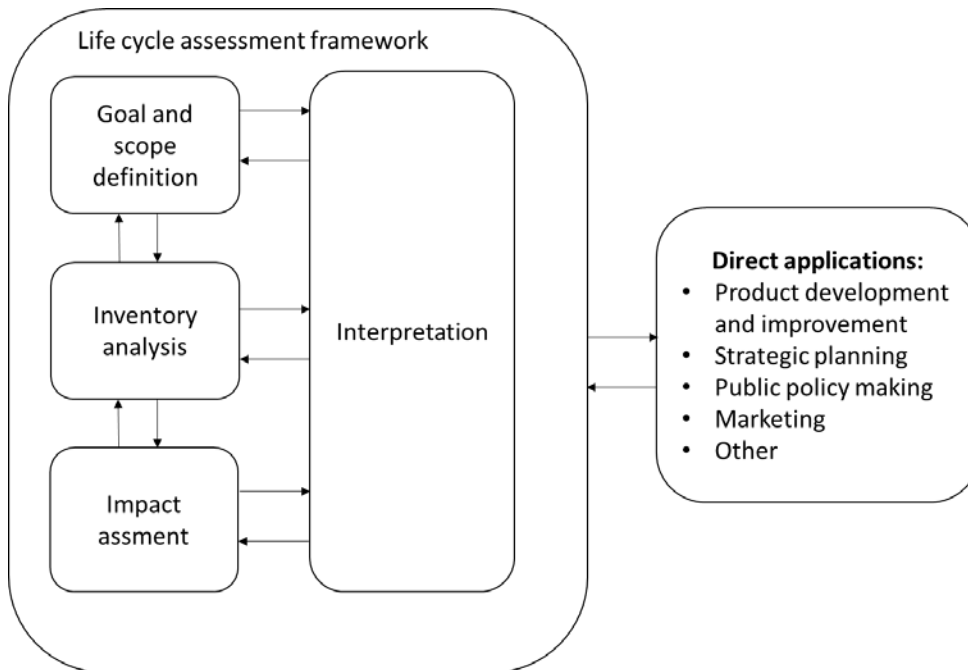 Life cycle assessment framework
Goal and
scope
definition
Inventory
analysis
Impact
assment
Interpretation
Direct applications:
• Product development
and improvement
• Strategic planning
• Public policy making
• Marketing
• Other